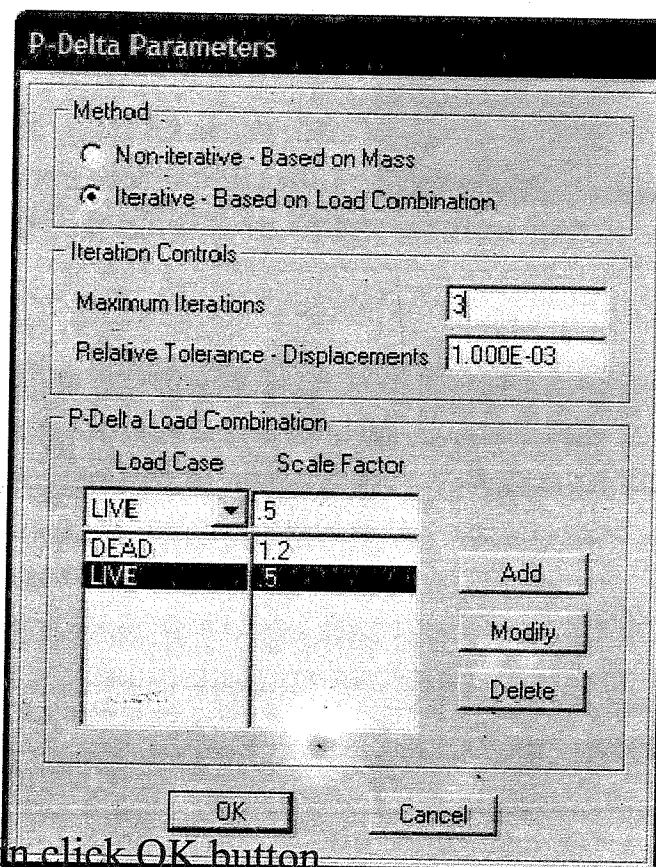 P-Delta Parameters
Method
Non-iterative - Based on Mass
Iterative - Based on Load Combination
Iteration Controls
Maximum Iterations 3
Relative Tolerance - Displacements 1.000E-03
P-Delta Load Combination
Load Case Scale Factor
LIVE .5
DEAD 1.2
LIVE .5
Add
Modify
Delete
OK Cancel
click OK button